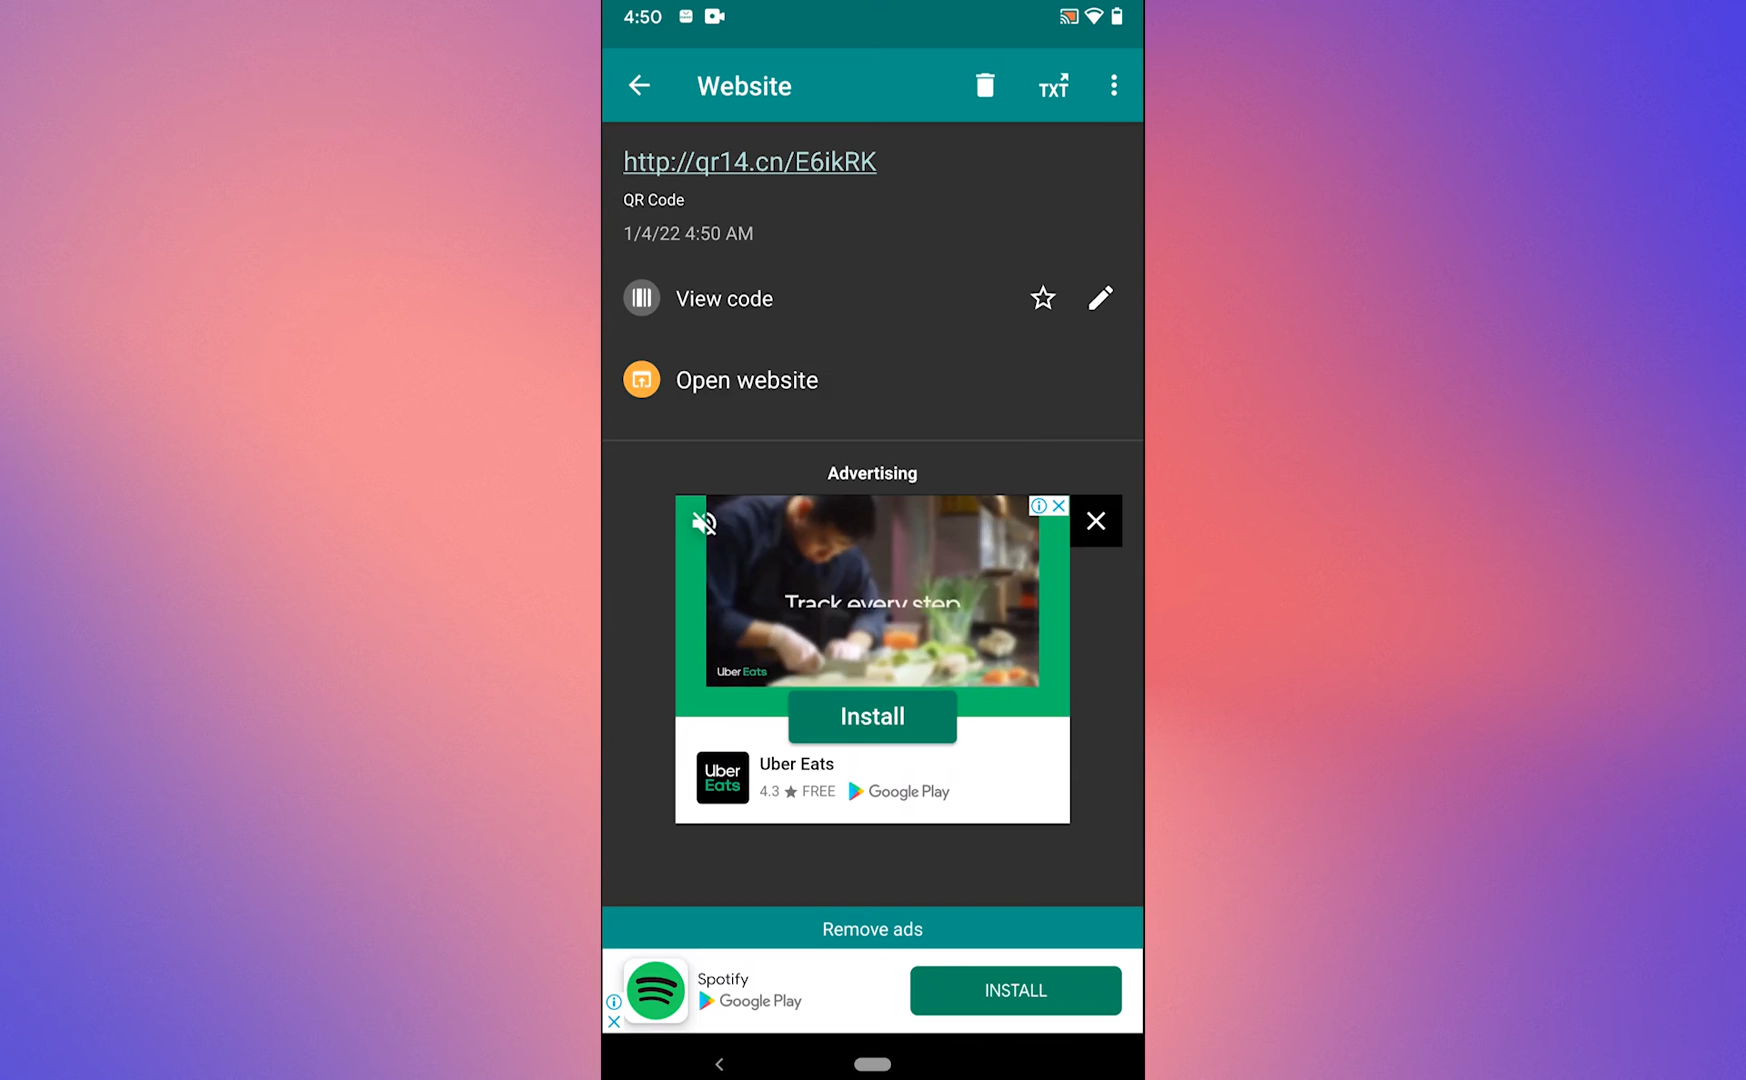 4:50
Website
TXT
http://qr14.cn/E6ikRK
QR Code
1/4/22 4:50 AM
View code
Open website
Advertising
Track every step
Uber Eats
Install
Uber Eats
Uber Eats
4.3 ★ FREE Google Play
Remove ads
Spotify
Google Play
INSTALL